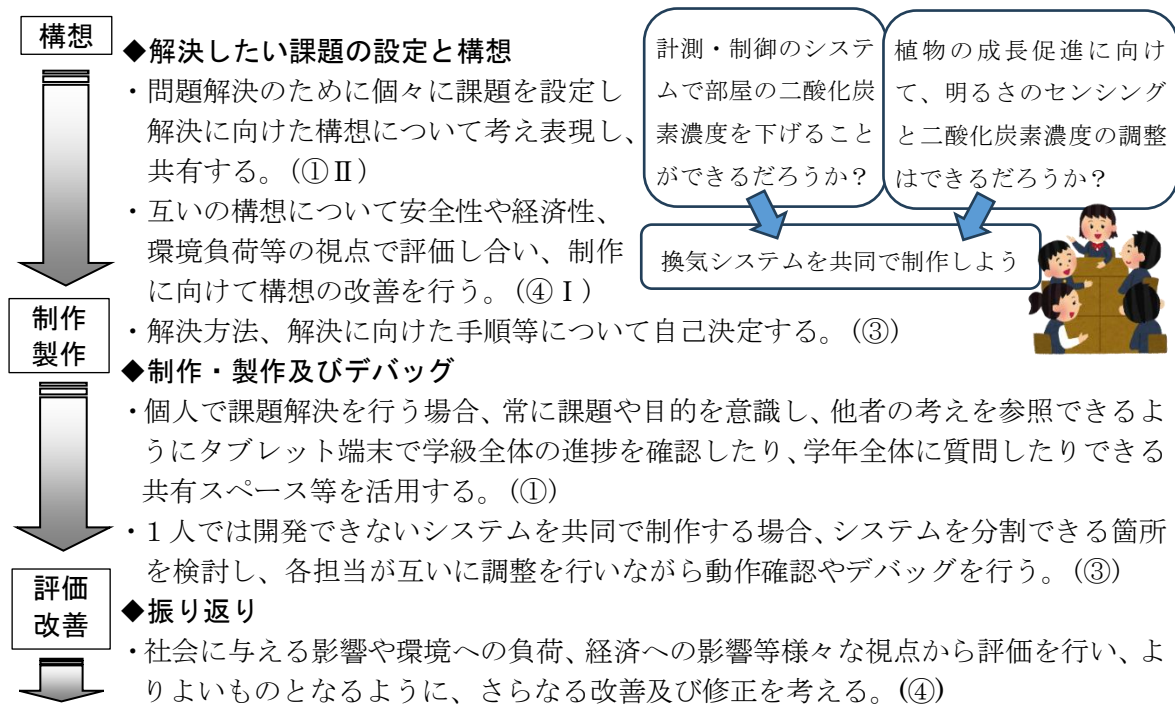 構想
◆解決したい課題の設定と構想
・問題解決のために個々に課題を設定し
解決に向けた構想について考え表現し、
共有する。(①Ⅱ)
・互いの構想について安全性や経済性、
環境負荷等の視点で評価し合い、制作
に向けて構想の改善を行う。(④Ⅰ)
・解決方法、解決に向けた手順等について自己決定する。(③)
計測・制御のシステ
ムで部屋の二酸化炭
素濃度を下げること
ができるだろうか？
植物の成長促進に向け
て、明るさのセンシング
と二酸化炭素濃度の調整
はできるだろうか？
換気システムを共同で制作しよう
制作
製作
◆制作・製作及びデバッグ
・個人で課題解決を行う場合、常に課題や目的を意識し、他者の考えを参照できるよ
うにタブレット端末で学級全体の進捗を確認したり、学年全体に質問したりできる
共有スペース等を活用する。(①)
・１人では開発できないシステムを共同で制作する場合、システムを分割できる箇所
を検討し、各担当が互いに調整を行いながら動作確認やデバッグを行う。(③)
評価
改善
◆振り返り
・社会に与える影響や環境への負荷、経済への影響等様々な視点から評価を行い、よ
りよいものとなるように、さらなる改善及び修正を考える。(④)